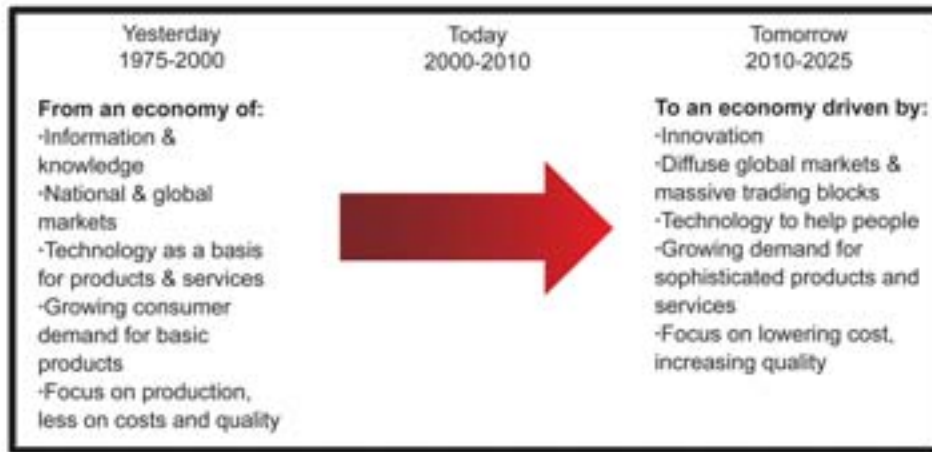 Yesterday
1975-2000
Today
2000-2010
Tomorrow
2010-2025
From an economy of:
·Information &
knowledge
·National & global
markets
·Technology as a basis
for products & services
·Growing consumer
demand for basic
products
·Focus on production,
less on costs and quality
To an economy driven by:
·Innovation
·Diffuse global markets &
massive trading blocks
·Technology to help people
·Growing demand for
sophisticated products and
services
·Focus on lowering cost,
increasing quality